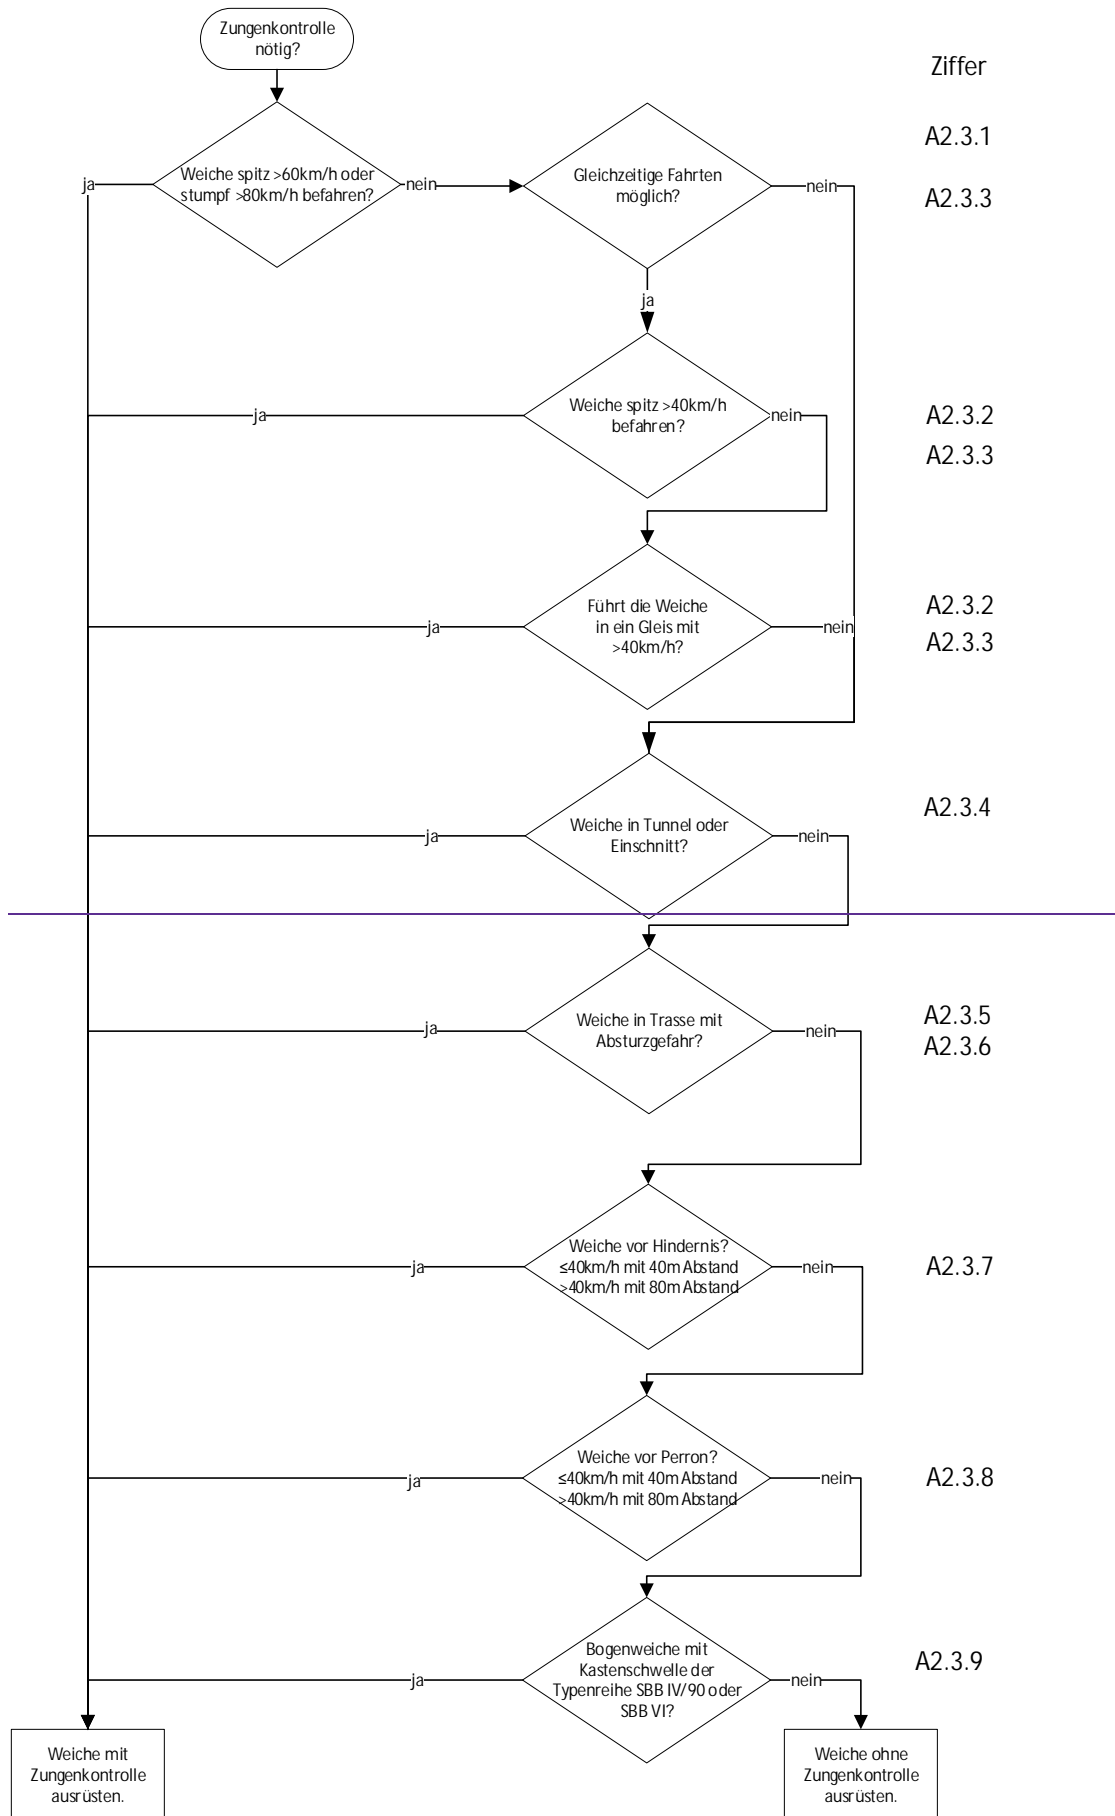 Zungenkontrolle
nötig?
Ziffer
A2.3.1
Weiche spitz >60km/h oder
stumpf >80km/h befahren?
ja
nein
Gleichzeitige Fahrten
möglich?
nein
A2.3.3
ja
Weiche spitz >40km/h
befahren?
ja
nein
A2.3.2
A2.3.3
Führt die Weiche
in ein Gleis mit
>40km/h?
ja
nein
A2.3.2
A2.3.3
Weiche in Tunnel oder
Einschnitt?
ja
nein
A2.3.4
Weiche in Trasse mit
Absturzgefahr?
ja
nein
A2.3.5
A2.3.6
Weiche vor Hindernis?
≤40km/h mit 40m Abstand
>40km/h mit 80m Abstand
ja
nein
A2.3.7
Weiche vor Perron?
≤40km/h mit 40m Abstand
>40km/h mit 80m Abstand
ja
nein
A2.3.8
Bogenweiche mit
Kastenschwelle der
Typenreihe SBB IV/90 oder
SBB VI?
ja
nein
A2.3.9
Weiche mit
Zungenkontrolle
ausrüsten.
Weiche ohne
Zungenkontrolle
ausrüsten.